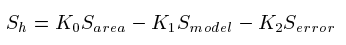 $S_h = K_0 S_{area} - K_1 S_{model} - K_2 S_{error}$